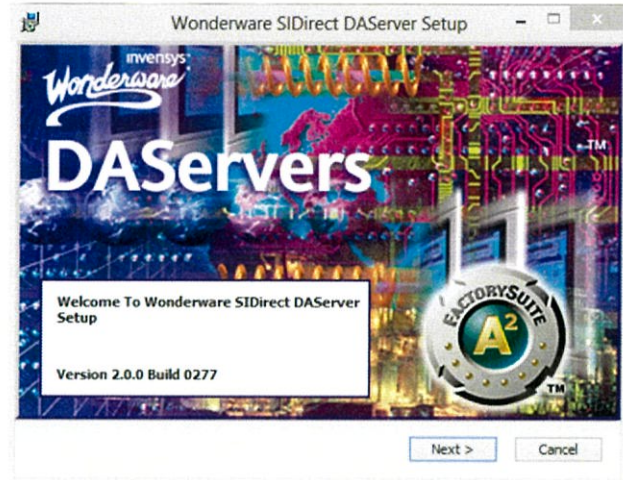 Wonderware SIDirect DAServer Setup
invensys
Wonderware
DAServers
TM
Welcome To Wonderware SIDirect DAServer
Setup
Version 2.0.0 Build 0277
FACTORYSUITE
A2
TM
Next >
Cancel